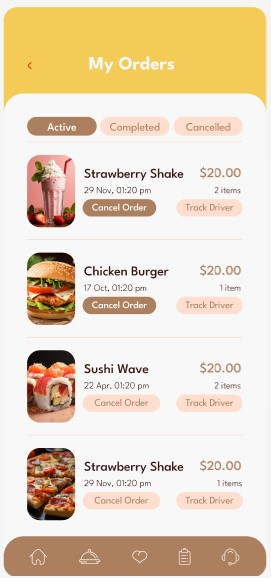 My Orders
Active Completed Cancelled
Strawberry Shake $20.00
29 Nov, 01:20 pm 2 items
Cancel Order Track Driver
Chicken Burger $20.00
17 Oct, 01:20 pm 1 item
Cancel Order Track Driver
Sushi Wave $20.00
22 Apr, 01:20 pm 2 items
Cancel Order Track Driver
Strawberry Shake $20.00
29 Nov, 01:20 pm 1 items
Cancel Order Track Driver